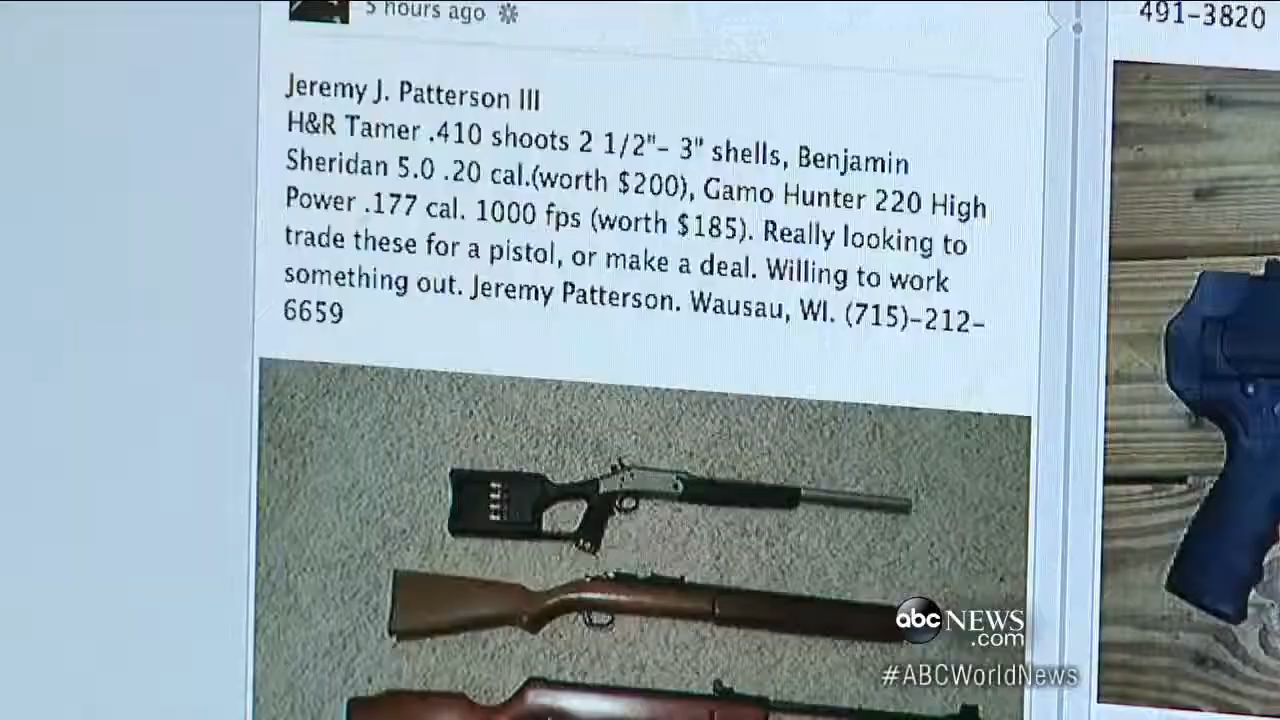 5 hours ago
491-3820
Jeremy J. Patterson III
H&R Tamer .410 shoots 2 1/2"- 3" shells, Benjamin
Sheridan 5.0 .20 cal.(worth $200), Gamo Hunter 220 High
Power .177 cal. 1000 fps (worth $185). Really looking to
trade these for a pistol, or make a deal. Willing to work
something out. Jeremy Patterson. Wausau, WI. (715)-212-
6659
abc NEWS
.com
#ABCWorldNews